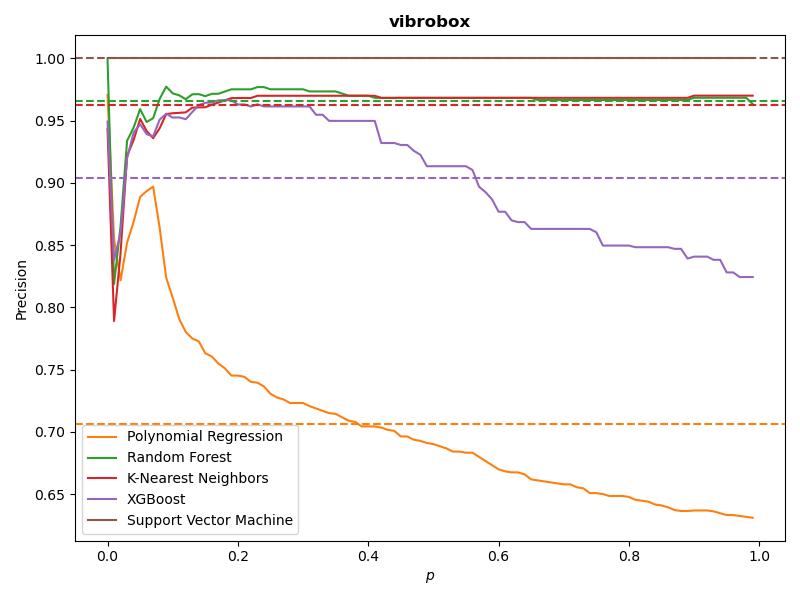 vibrobox
Precision
1.00
0.95
0.90
0.85
0.80
0.75
0.70
0.65
Polynomial Regression
Random Forest
K-Nearest Neighbors
XGBoost
Support Vector Machine
0.0 0.2 0.4 0.6 0.8 1.0
p